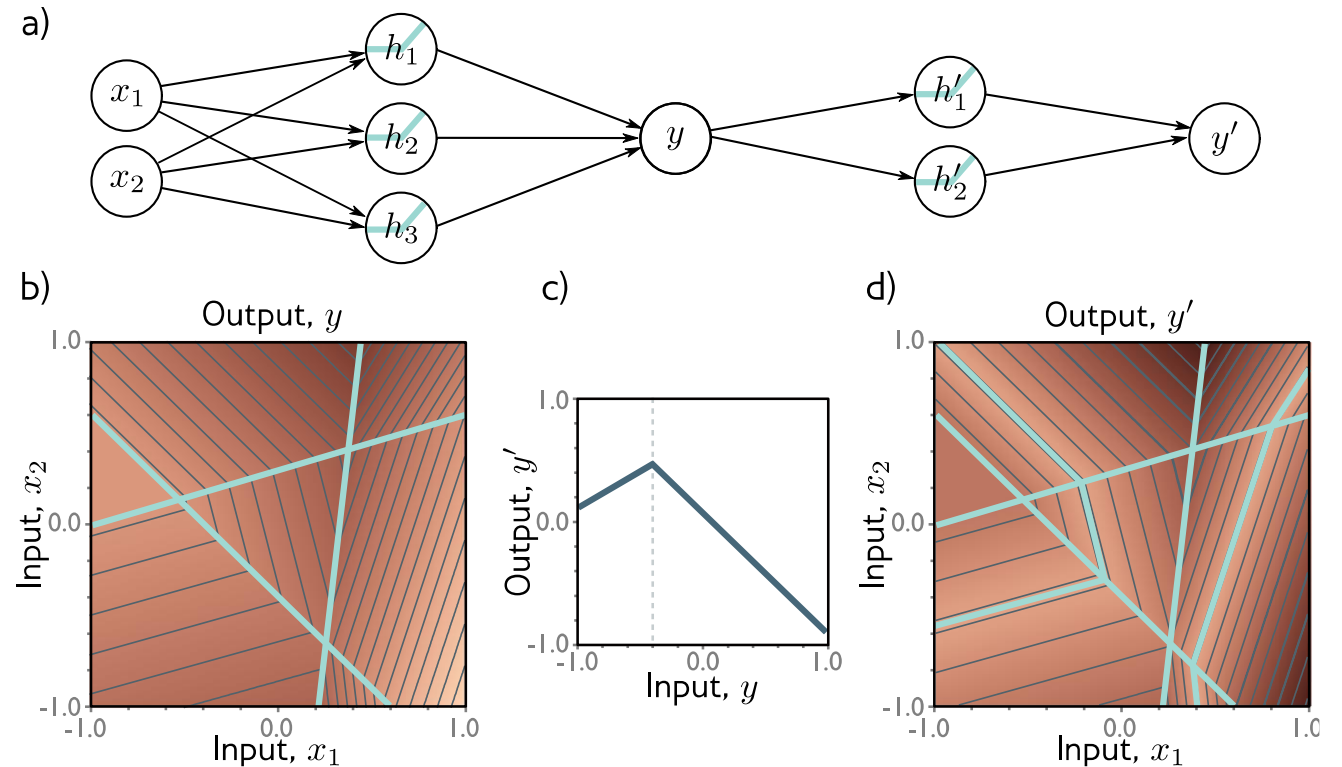 a)
x₁
x₂
h₁
h₂
h₃
y
h′₁
h′₂
y′
b)
Output, y
1.0
0.0
-1.0
Input, x₂
-1.0
0.0
1.0
Input, x₁
c)
1.0
0.0
-1.0
Output, y′
-1.0
0.0
1.0
Input, y
d)
Output, y′
1.0
0.0
-1.0
Input, x₂
-1.0
0.0
1.0
Input, x₁